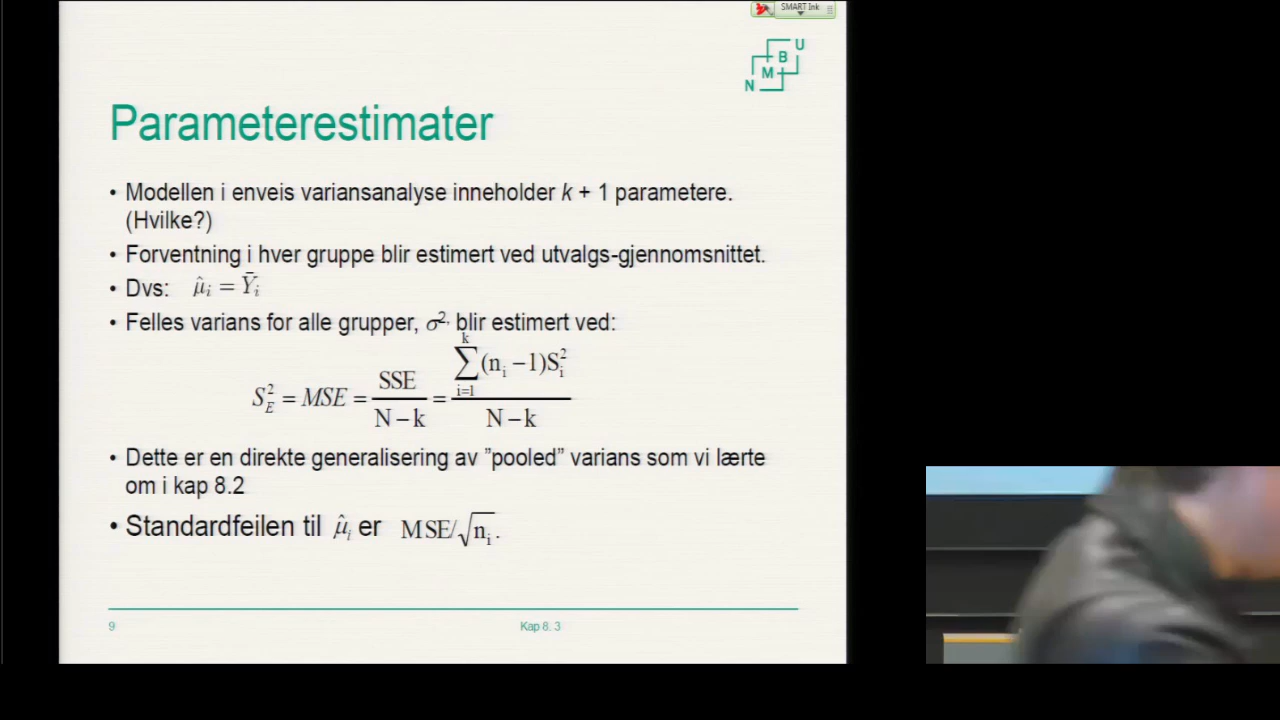 SMART Ink
U
B
M
N
Parameterestimater
• Modellen i enveis variansanalyse inneholder k + 1 parametere.
(Hvilke?)
• Forventning i hver gruppe blir estimert ved utvalgs-gjennomsnittet.
• Dvs: μ̂ᵢ = Ȳᵢ
• Felles varians for alle grupper, σ², blir estimert ved:
S²_E = MSE = SSE / (N − k) = ∑_{i=1}^{k} (nᵢ − 1)Sᵢ² / (N − k)
• Dette er en direkte generalisering av ”pooled” varians som vi lærte
om i kap 8.2
• Standardfeilen til μ̂ᵢ er MSE/√nᵢ.
9 Kap 8. 3